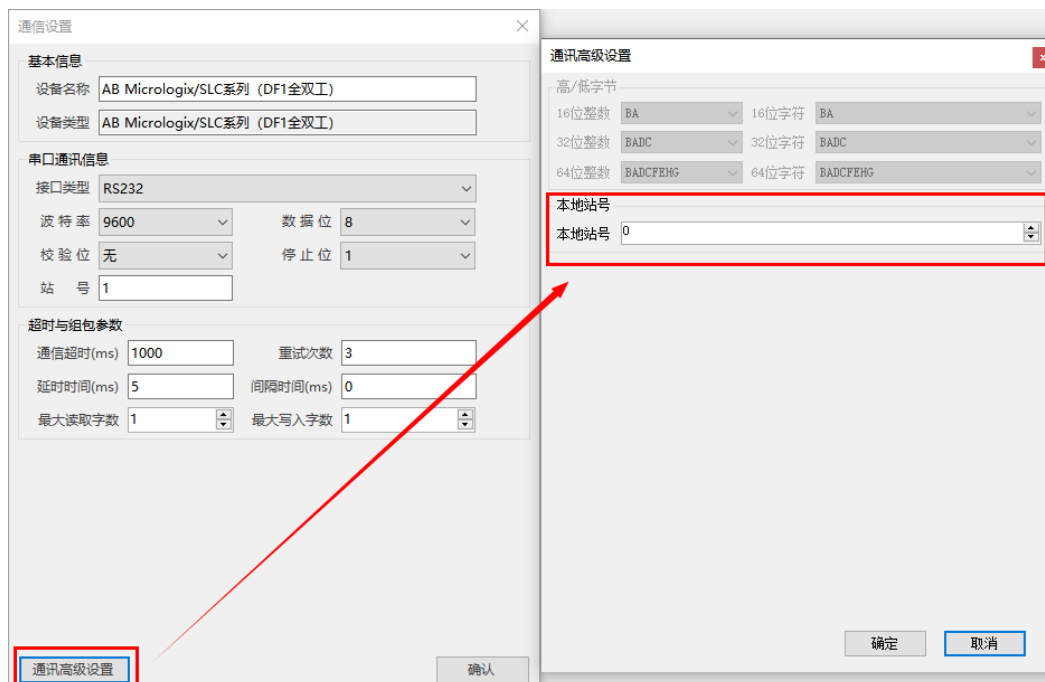 通信设置
基本信息
设备名称 AB Micrologix/SLC系列（DF1全双工）
设备类型 AB Micrologix/SLC系列（DF1全双工）
串口通讯信息
接口类型 RS232
波特率 9600 数据位 8
校验位 无 停止位 1
站 号 1
超时与组包参数
通信超时(ms) 1000 重试次数 3
延时时间(ms) 5 间隔时间(ms) 0
最大读取字数 1 最大写入字数 1
通讯高级设置 确认
通讯高级设置
高/低字节
16位整数 BA 16位字符 BA
32位整数 BADC 32位字符 BADC
64位整数 BADCFEHG 64位字符 BADCFEHG
本地站号
本地站号 0
确定 取消